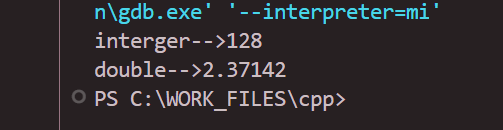 n\gdb.exe' '--interpreter=mi'
interger-->128
double-->2.37142
PS C:\WORK_FILES\cpp>